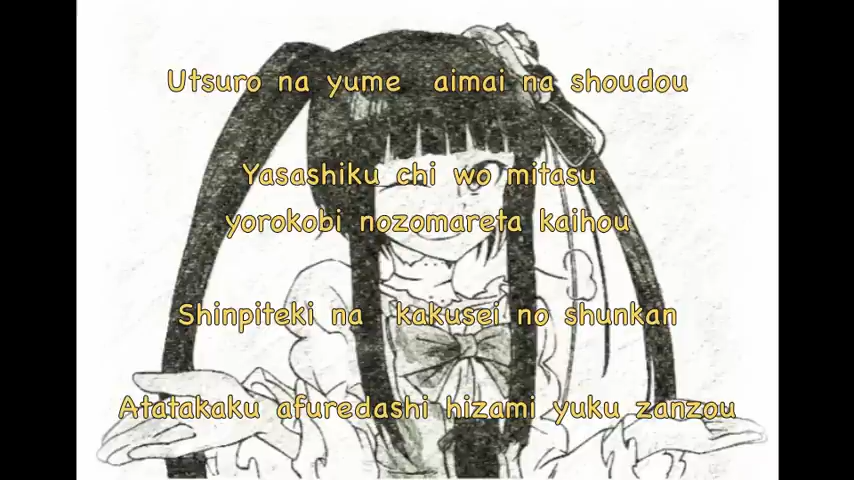 Utsuro na yume aimai na shoudou
Yasashiku chi wo mitasu
yorokobi nozomareta kaihou
Shinpiteki na kakusei no shunkan
Atatakaku afuredashi hizami yuku zanzou